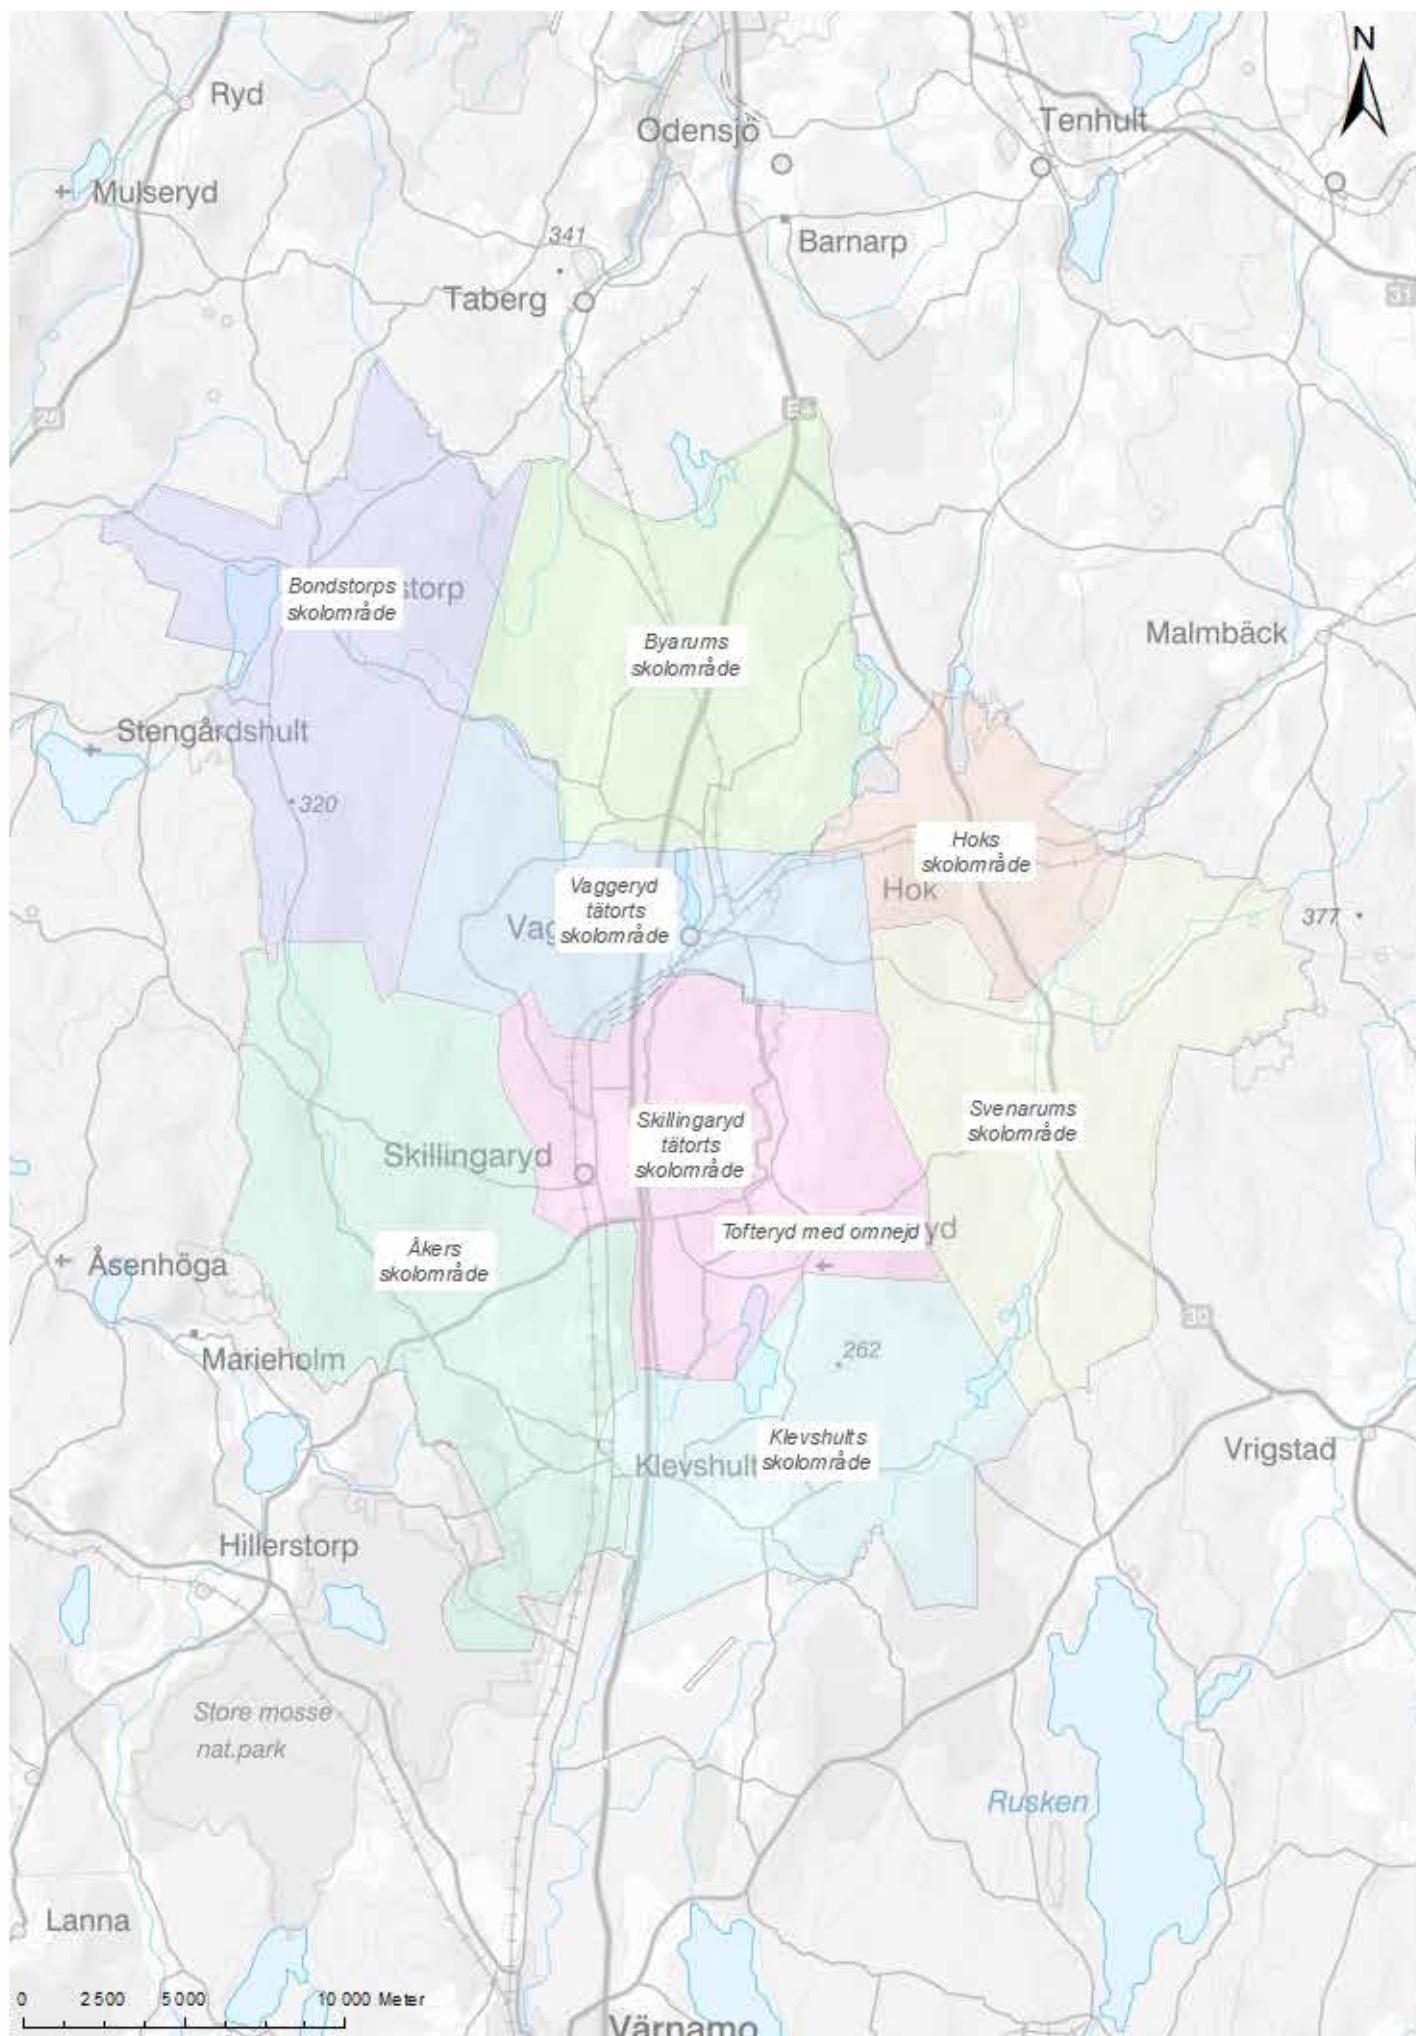 N
Ryd
Odensjö
Tenhult
Mulseryd
341
Barnarp
Taberg
31
E4
26
Bondstorps
skolområde
storp
Byarums
skolområde
Malmbäck
Stengårdshult
320
Hoks
skolområde
Hok
Vaggeryd
tätorts
skolområde
Vag
377
Skillingaryd
tätorts
skolområde
Svenarums
skolområde
Skillingaryd
Tofteryd med omnejd
yd
Åkers
skolområde
Åsenhöga
30
Marieholm
262
Klevshults
skolområde
Klevshult
Vrigstad
Hillerstorp
Store mosse
nat.park
Rusken
Lanna
0 2 500 5 000 10 000 Meter
Värnamo